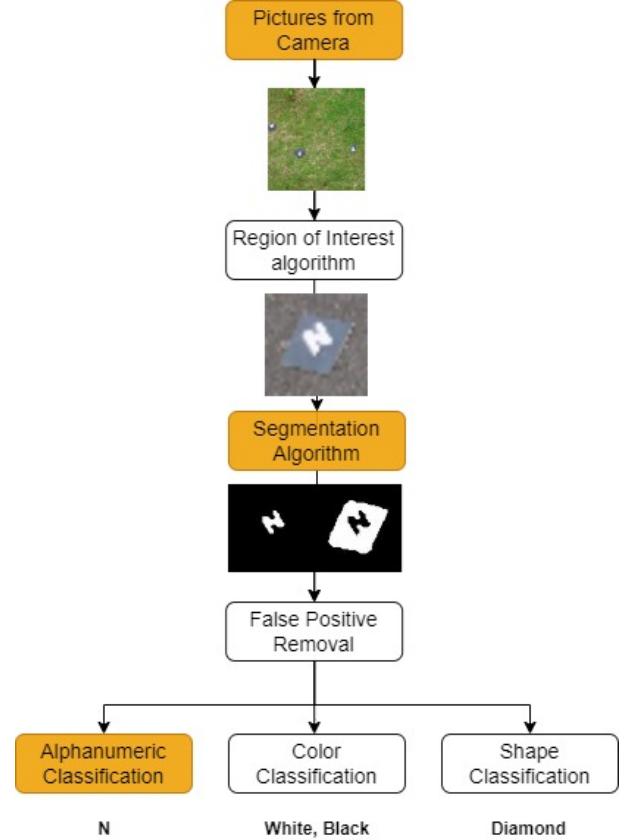 Pictures from
Camera
Region of Interest
algorithm
N
Segmentation
Algorithm
N N
False Positive
Removal
Alphanumeric
Classification
Color
Classification
Shape
Classification
N
White, Black
Diamond